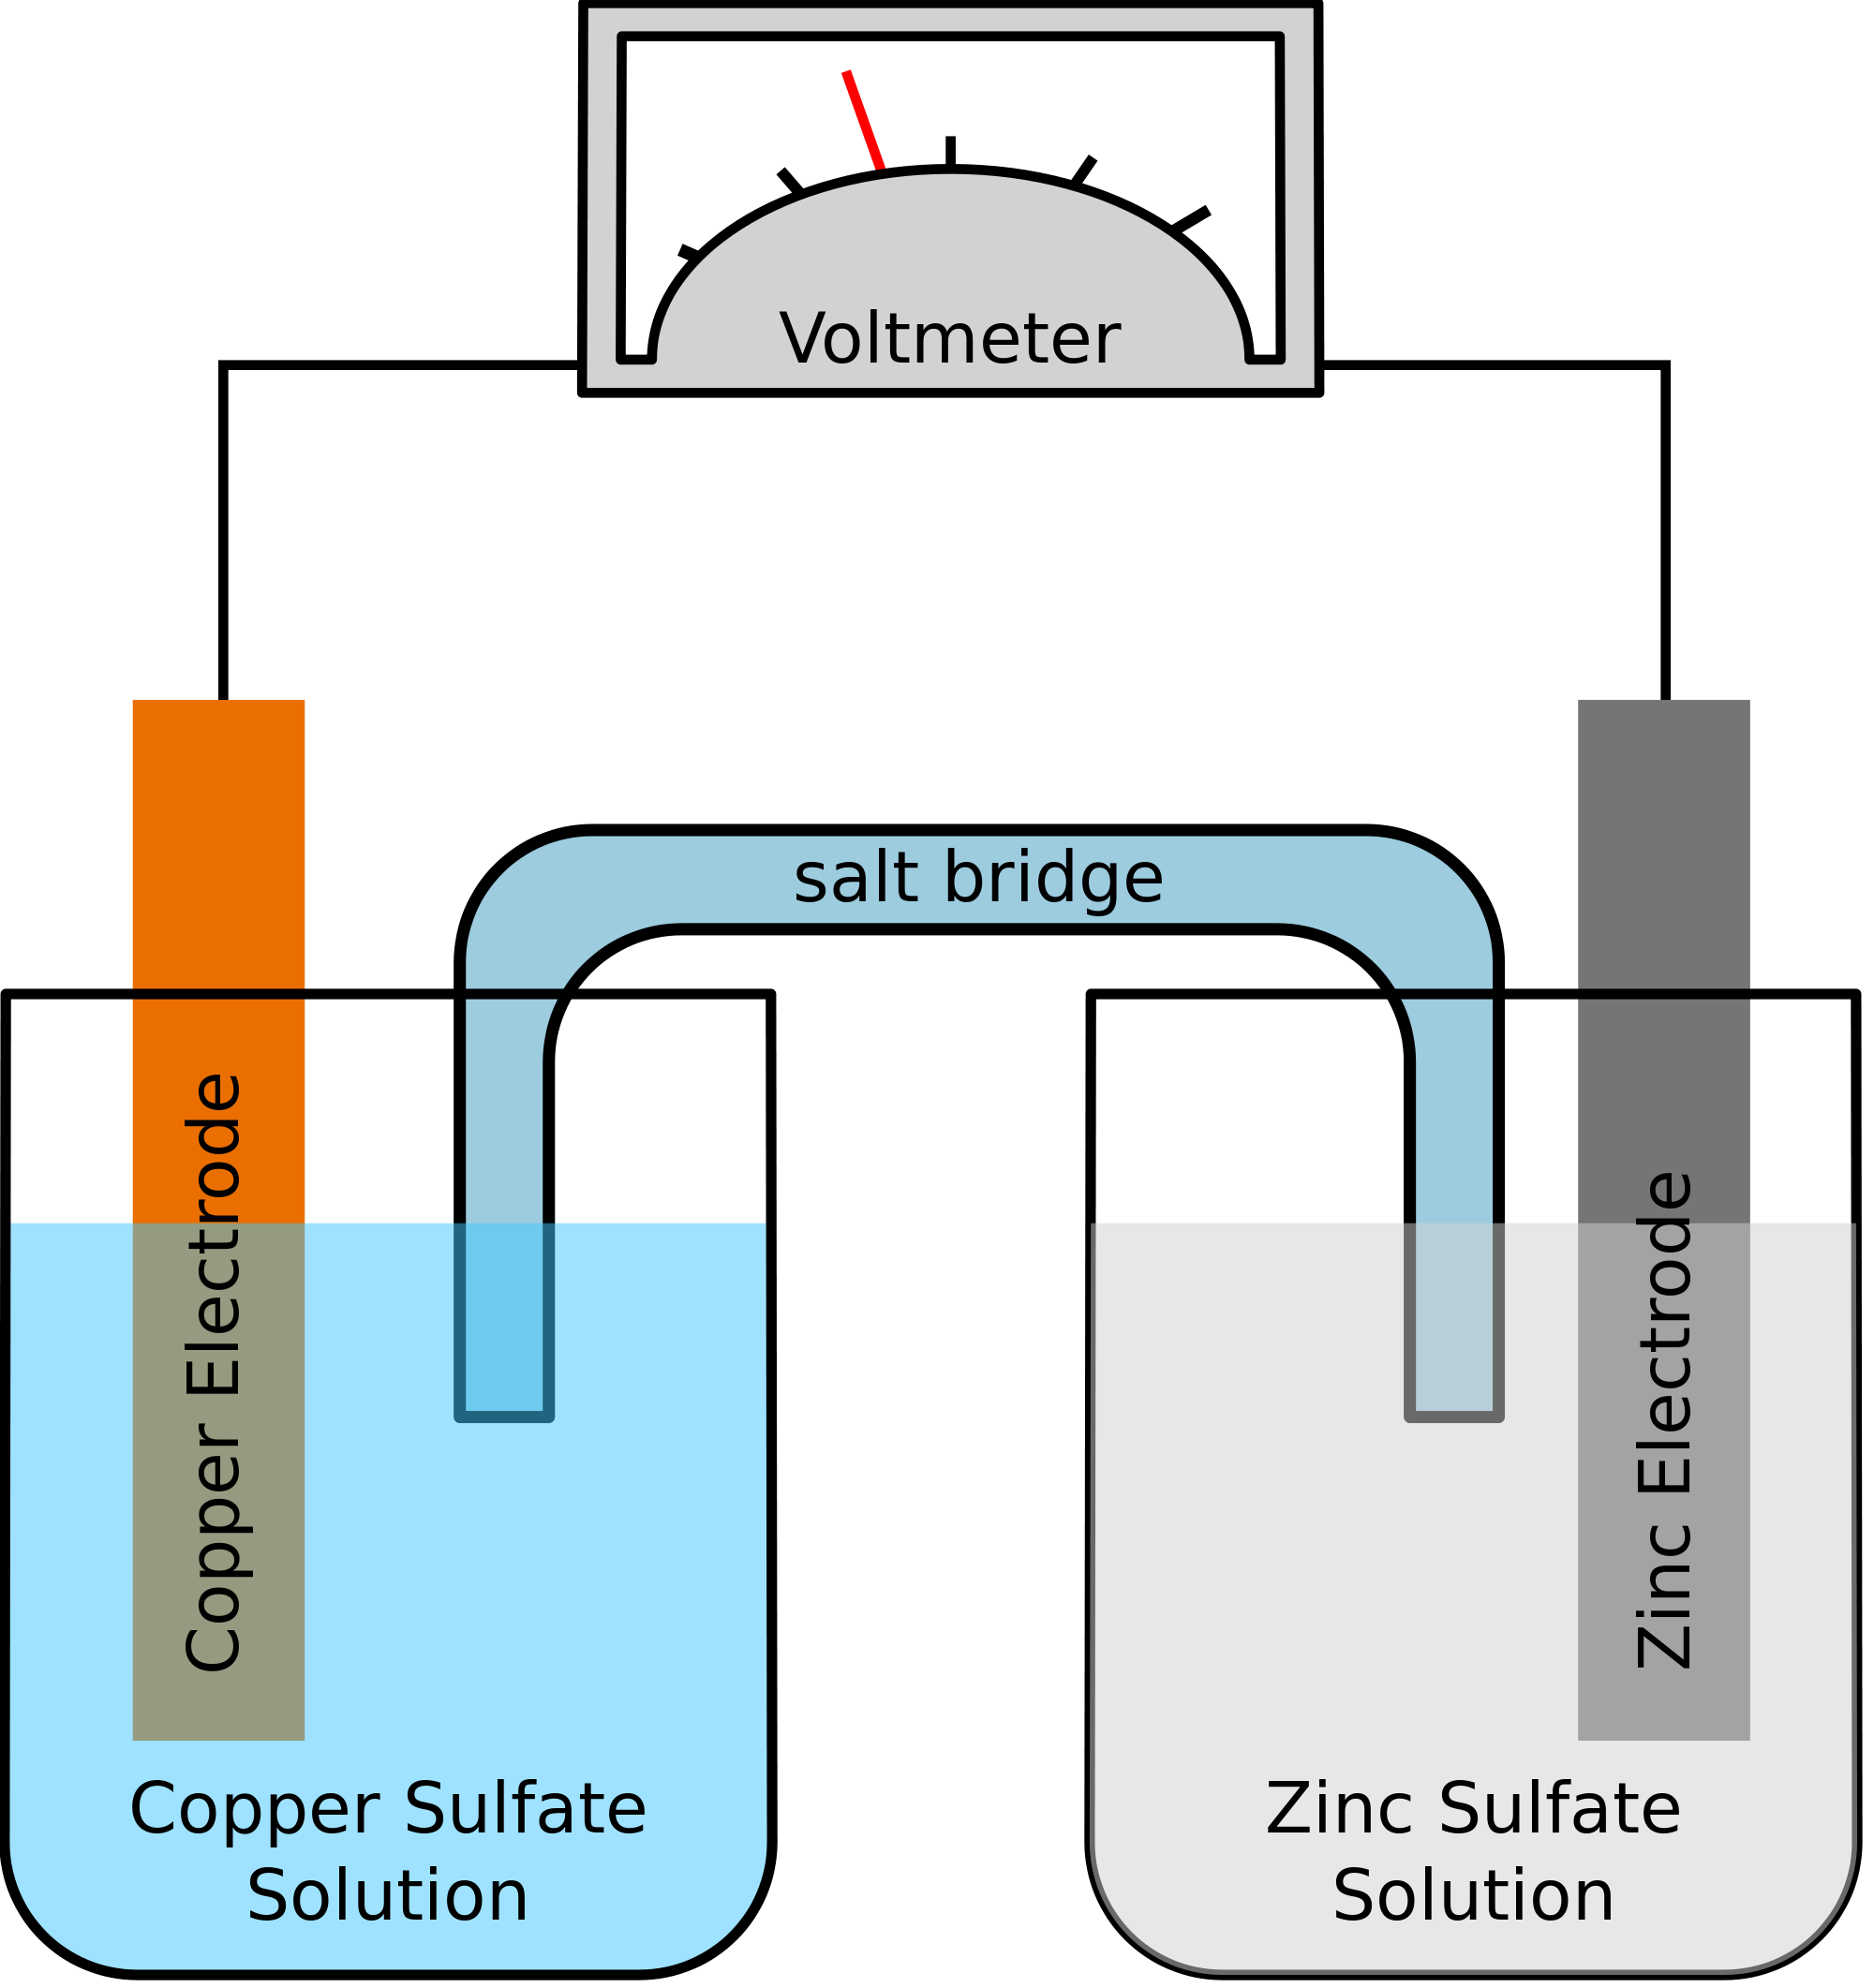 Voltmeter
salt bridge
Copper Electrode
Zinc Electrode
Copper Sulfate
Solution
Zinc Sulfate
Solution